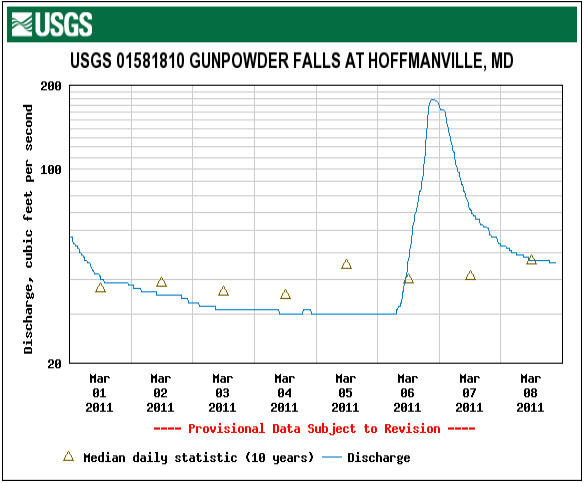 USGS
USGS 01581810 GUNPOWDER FALLS AT HOFFMANVILLE, MD
Discharge, cubic feet per second
200
100
20
Mar 01 2011
Mar 02 2011
Mar 03 2011
Mar 04 2011
Mar 05 2011
Mar 06 2011
Mar 07 2011
Mar 08 2011
---- Provisional Data Subject to Revision ----
Median daily statistic (10 years) Discharge